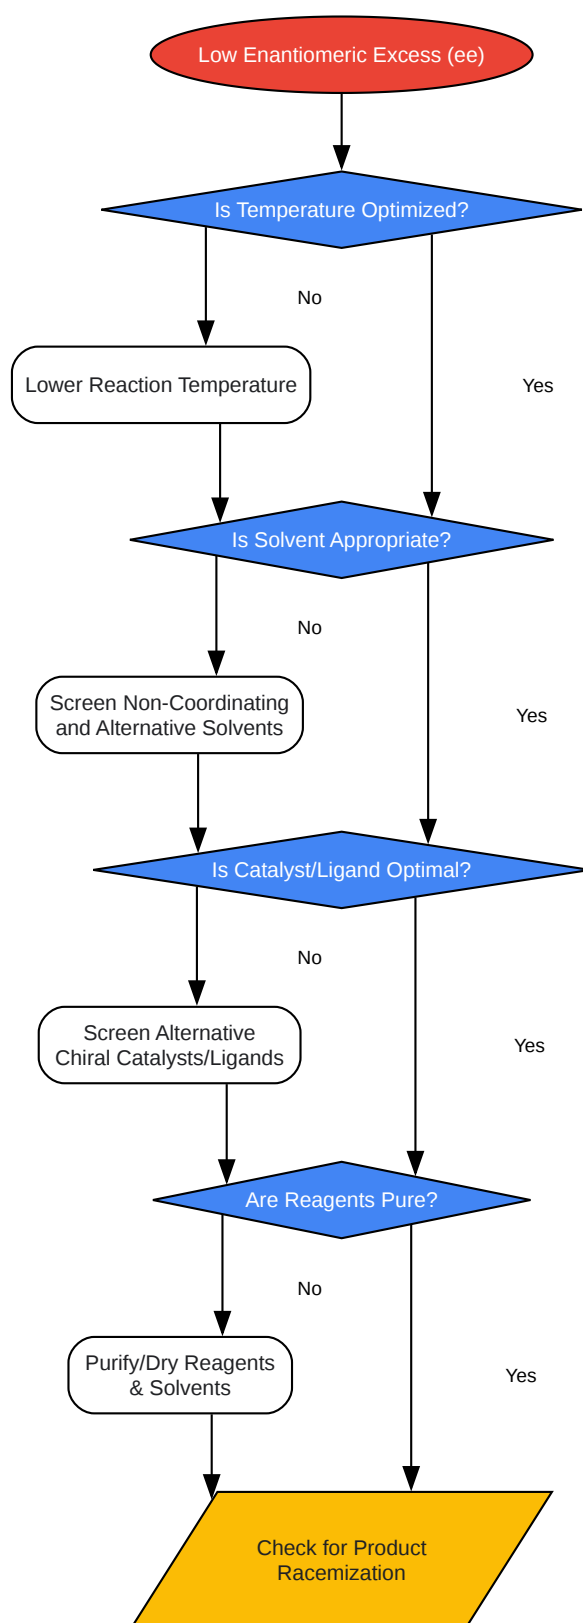 Low Enantiomeric Excess (ee)
Is Temperature Optimized?
No
Lower Reaction Temperature
Yes
Is Solvent Appropriate?
No
Screen Non-Coordinating
and Alternative Solvents
Yes
Is Catalyst/Ligand Optimal?
No
Screen Alternative
Chiral Catalysts/Ligands
Yes
Are Reagents Pure?
No
Purify/Dry Reagents
& Solvents
Yes
Check for Product
Racemization